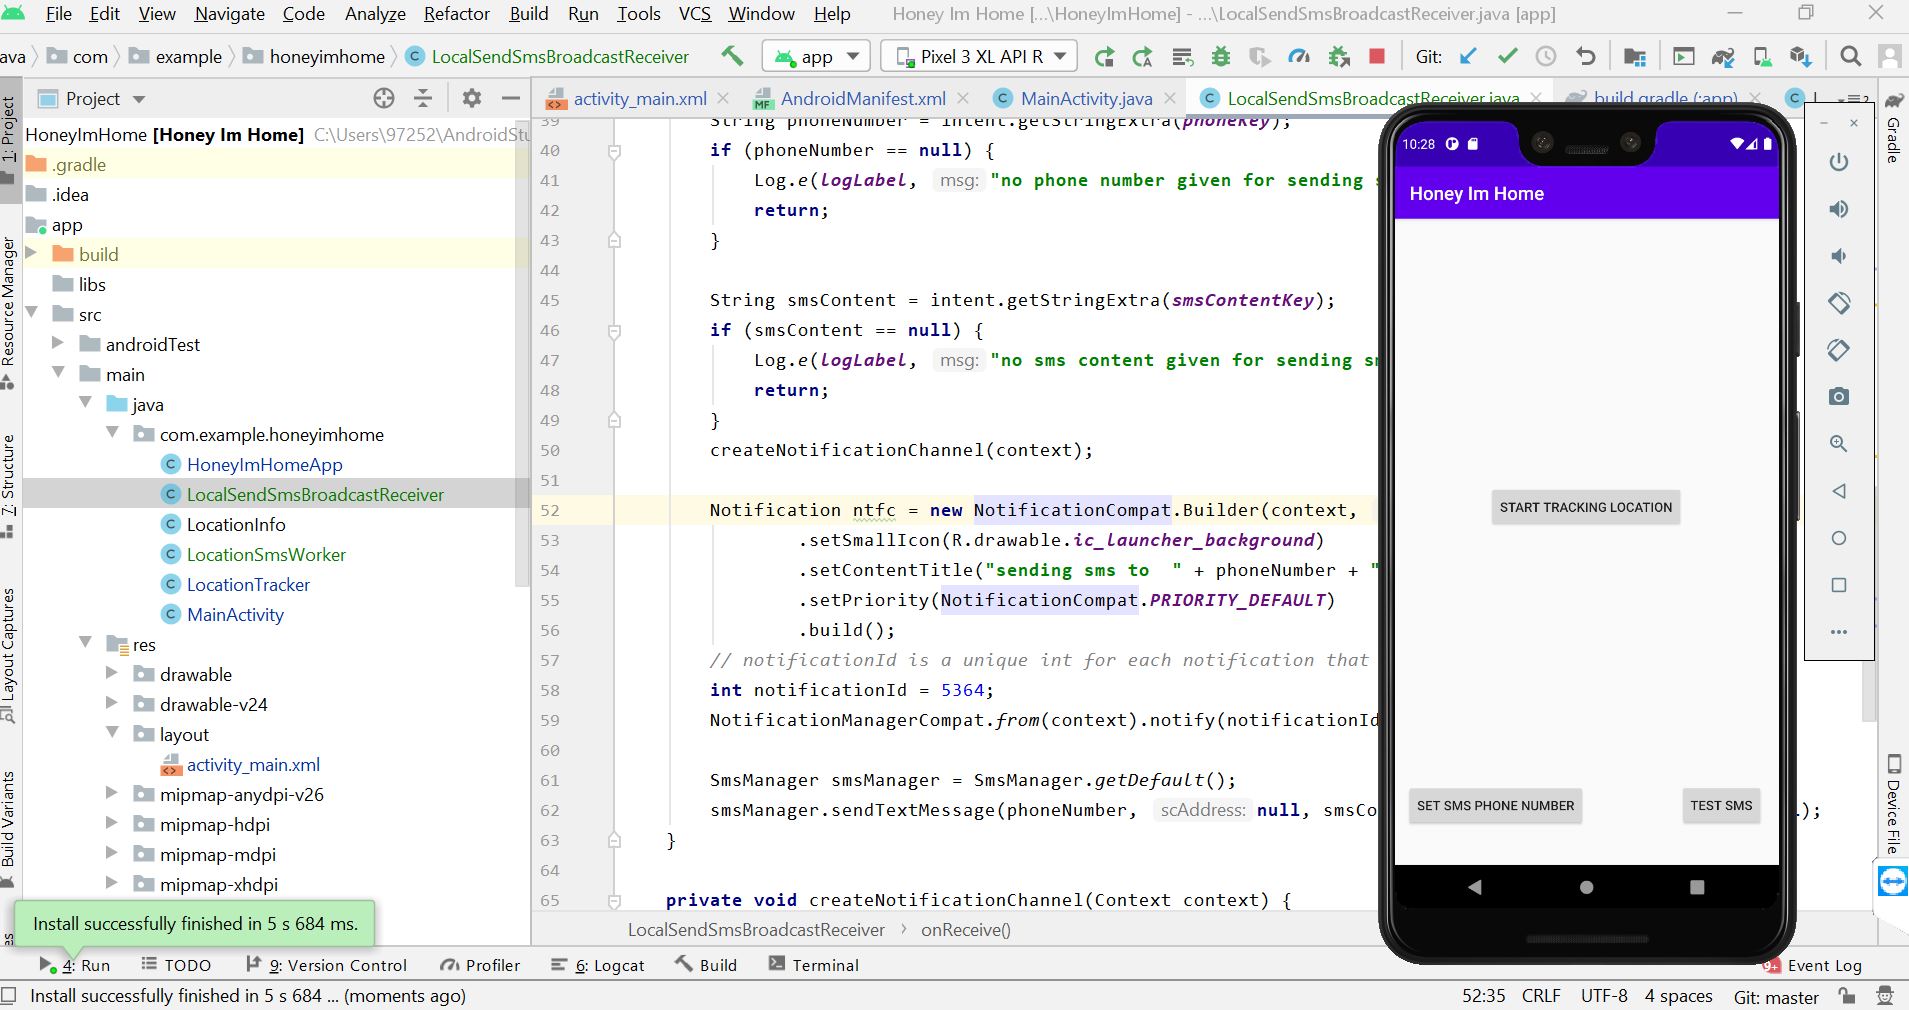 File Edit View Navigate Code Analyze Refactor Build Run Tools VCS Window Help Honey Im Home [...\HoneyImHome] - ...\LocalSendSmsBroadcastReceiver.java [app]
ava com example honeyimhome LocalSendSmsBroadcastReceiver app Pixel 3 XL API R Git:
Project
activity_main.xml AndroidManifest.xml MainActivity.java LocalSendSmsBroadcastReceiver.java build.gradle (:app)
1: Project
Resource Manager
7: Structure
Layout Captures
Build Variants
HoneyImHome [Honey Im Home] C:\Users\97252\AndroidStu
.gradle
.idea
app
build
libs
src
androidTest
main
java
com.example.honeyimhome
HoneyImHomeApp
LocalSendSmsBroadcastReceiver
LocationInfo
LocationSmsWorker
LocationTracker
MainActivity
res
drawable
drawable-v24
layout
activity_main.xml
mipmap-anydpi-v26
mipmap-hdpi
mipmap-mdpi
mipmap-xhdpi
Install successfully finished in 5 s 684 ms.
39 String phoneNumber = intent.getStringExtra(phoneKey);
40 if (phoneNumber == null) {
41 Log.e(logLabel, msg: "no phone number given for sending s
42 return;
43 }
44
45 String smsContent = intent.getStringExtra(smsContentKey);
46 if (smsContent == null) {
47 Log.e(logLabel, msg: "no sms content given for sending sm
48 return;
49 }
50 createNotificationChannel(context);
51
52 Notification ntfc = new NotificationCompat.Builder(context,
53 .setSmallIcon(R.drawable.ic_launcher_background)
54 .setContentTitle("sending sms to  " + phoneNumber + "
55 .setPriority(NotificationCompat.PRIORITY_DEFAULT)
56 .build();
57 // notificationId is a unique int for each notification that
58 int notificationId = 5364;
59 NotificationManagerCompat.from(context).notify(notificationId
60
61 SmsManager smsManager = SmsManager.getDefault();
62 smsManager.sendTextMessage(phoneNumber, scAddress: null, smsCo );
63 }
64
65 private void createNotificationChannel(Context context) {
LocalSendSmsBroadcastReceiver onReceive()
10:28
Honey Im Home
START TRACKING LOCATION
SET SMS PHONE NUMBER TEST SMS
Gradle
Device File
4: Run TODO 9: Version Control Profiler 6: Logcat Build Terminal 9+ Event Log
Install successfully finished in 5 s 684 ... (moments ago) 52:35 CRLF UTF-8 4 spaces Git: master